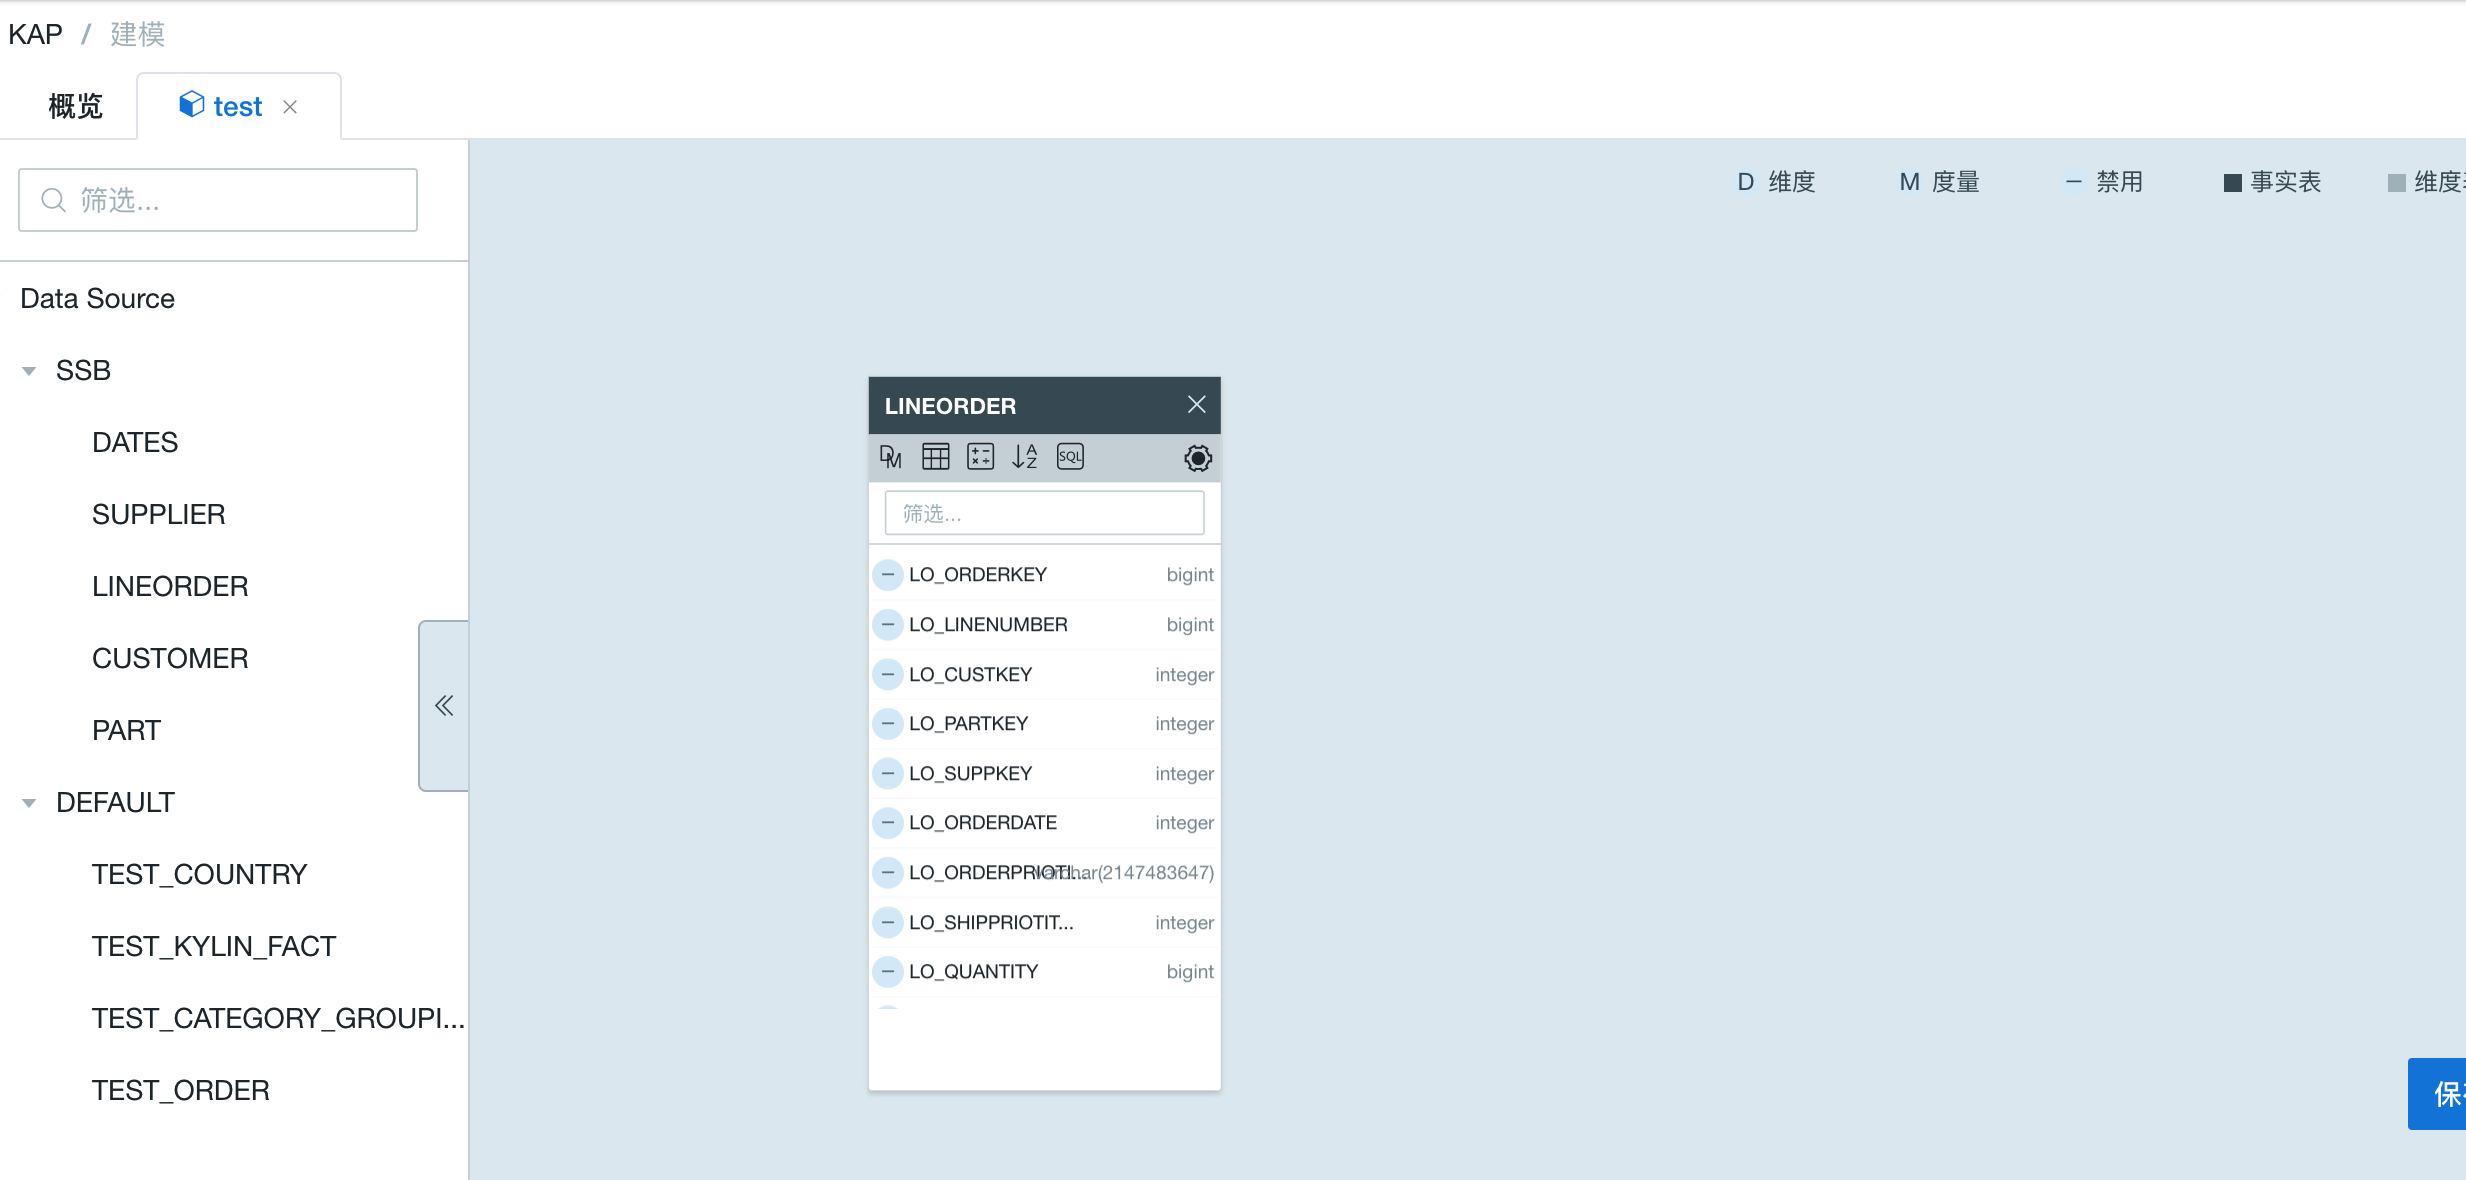 KAP / 建模
概览
test
筛选...
D 维度
M 度量
禁用
事实表
维度
Data Source
SSB
DATES
SUPPLIER
LINEORDER
CUSTOMER
PART
DEFAULT
TEST_COUNTRY
TEST_KYLIN_FACT
TEST_CATEGORY_GROUPI...
TEST_ORDER
LINEORDER
DM
AZ
SQL
筛选...
LO_ORDERKEY bigint
LO_LINENUMBER bigint
LO_CUSTKEY integer
LO_PARTKEY integer
LO_SUPPKEY integer
LO_ORDERDATE integer
LO_ORDERPRIOTI... varchar(2147483647)
LO_SHIPPRIOTIT... integer
LO_QUANTITY bigint
保